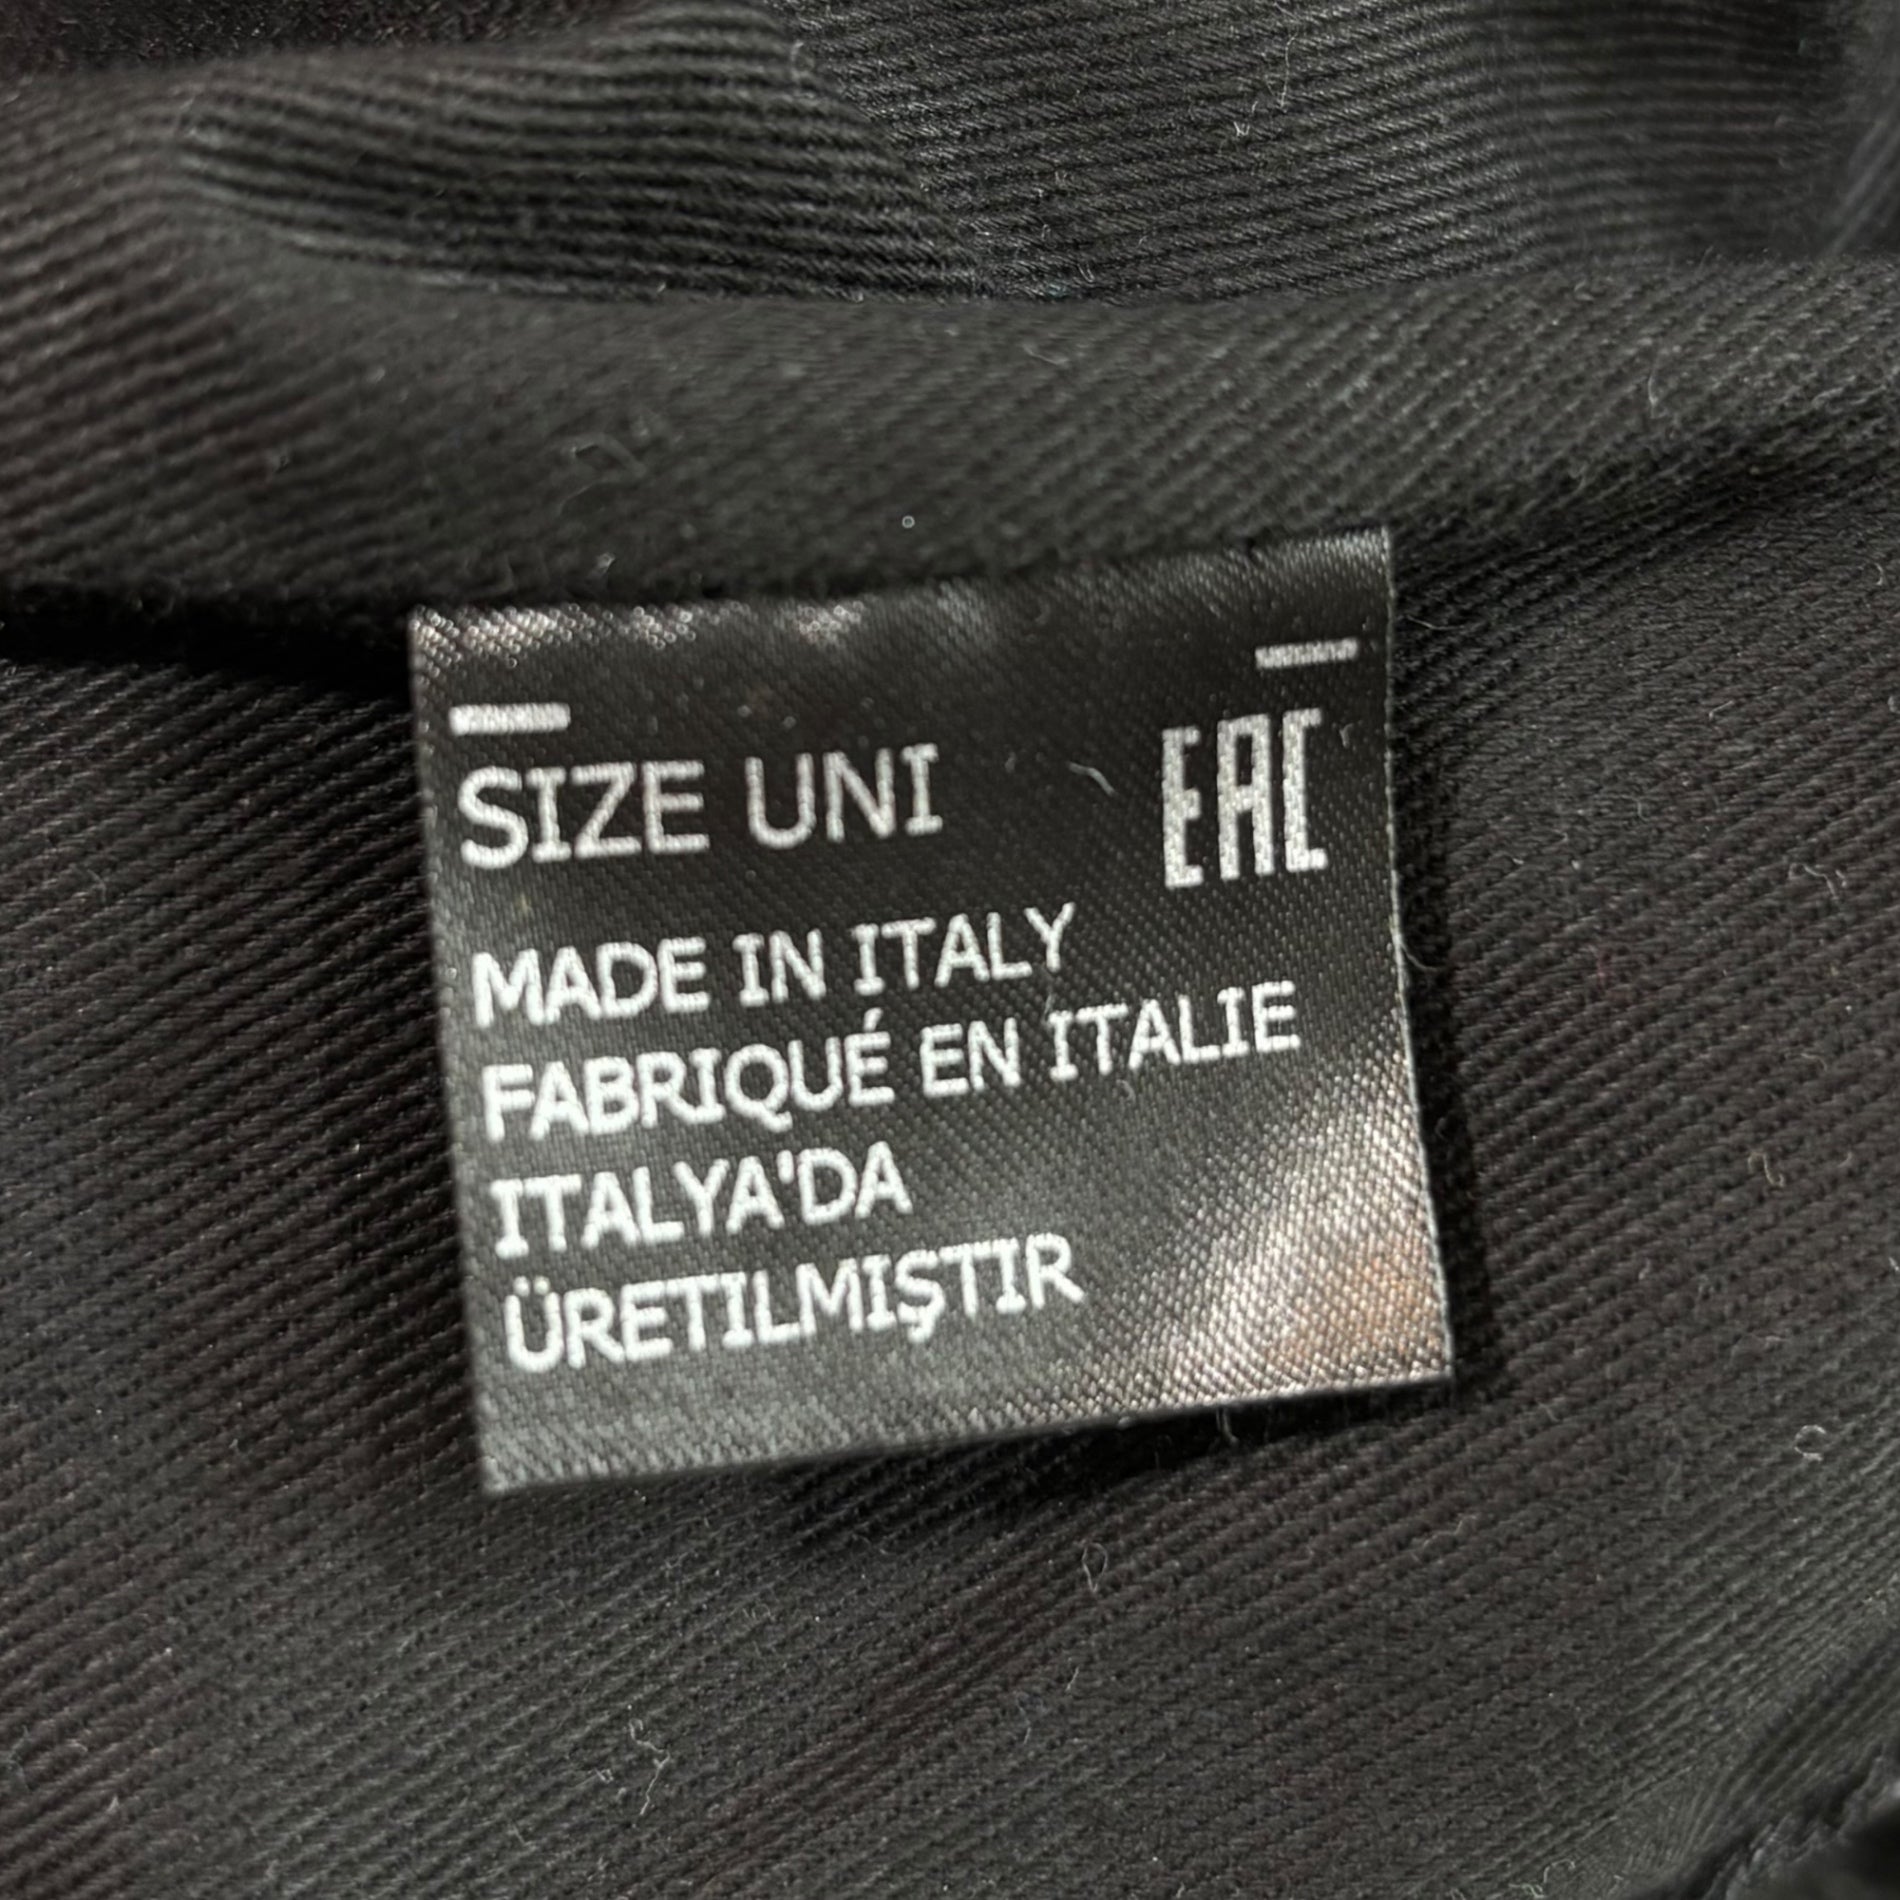 SIZE UNI
EAC
MADE IN ITALY
FABRIQUÉ EN ITALIE
ITALYA'DA
ÜRETILMIŞTIR